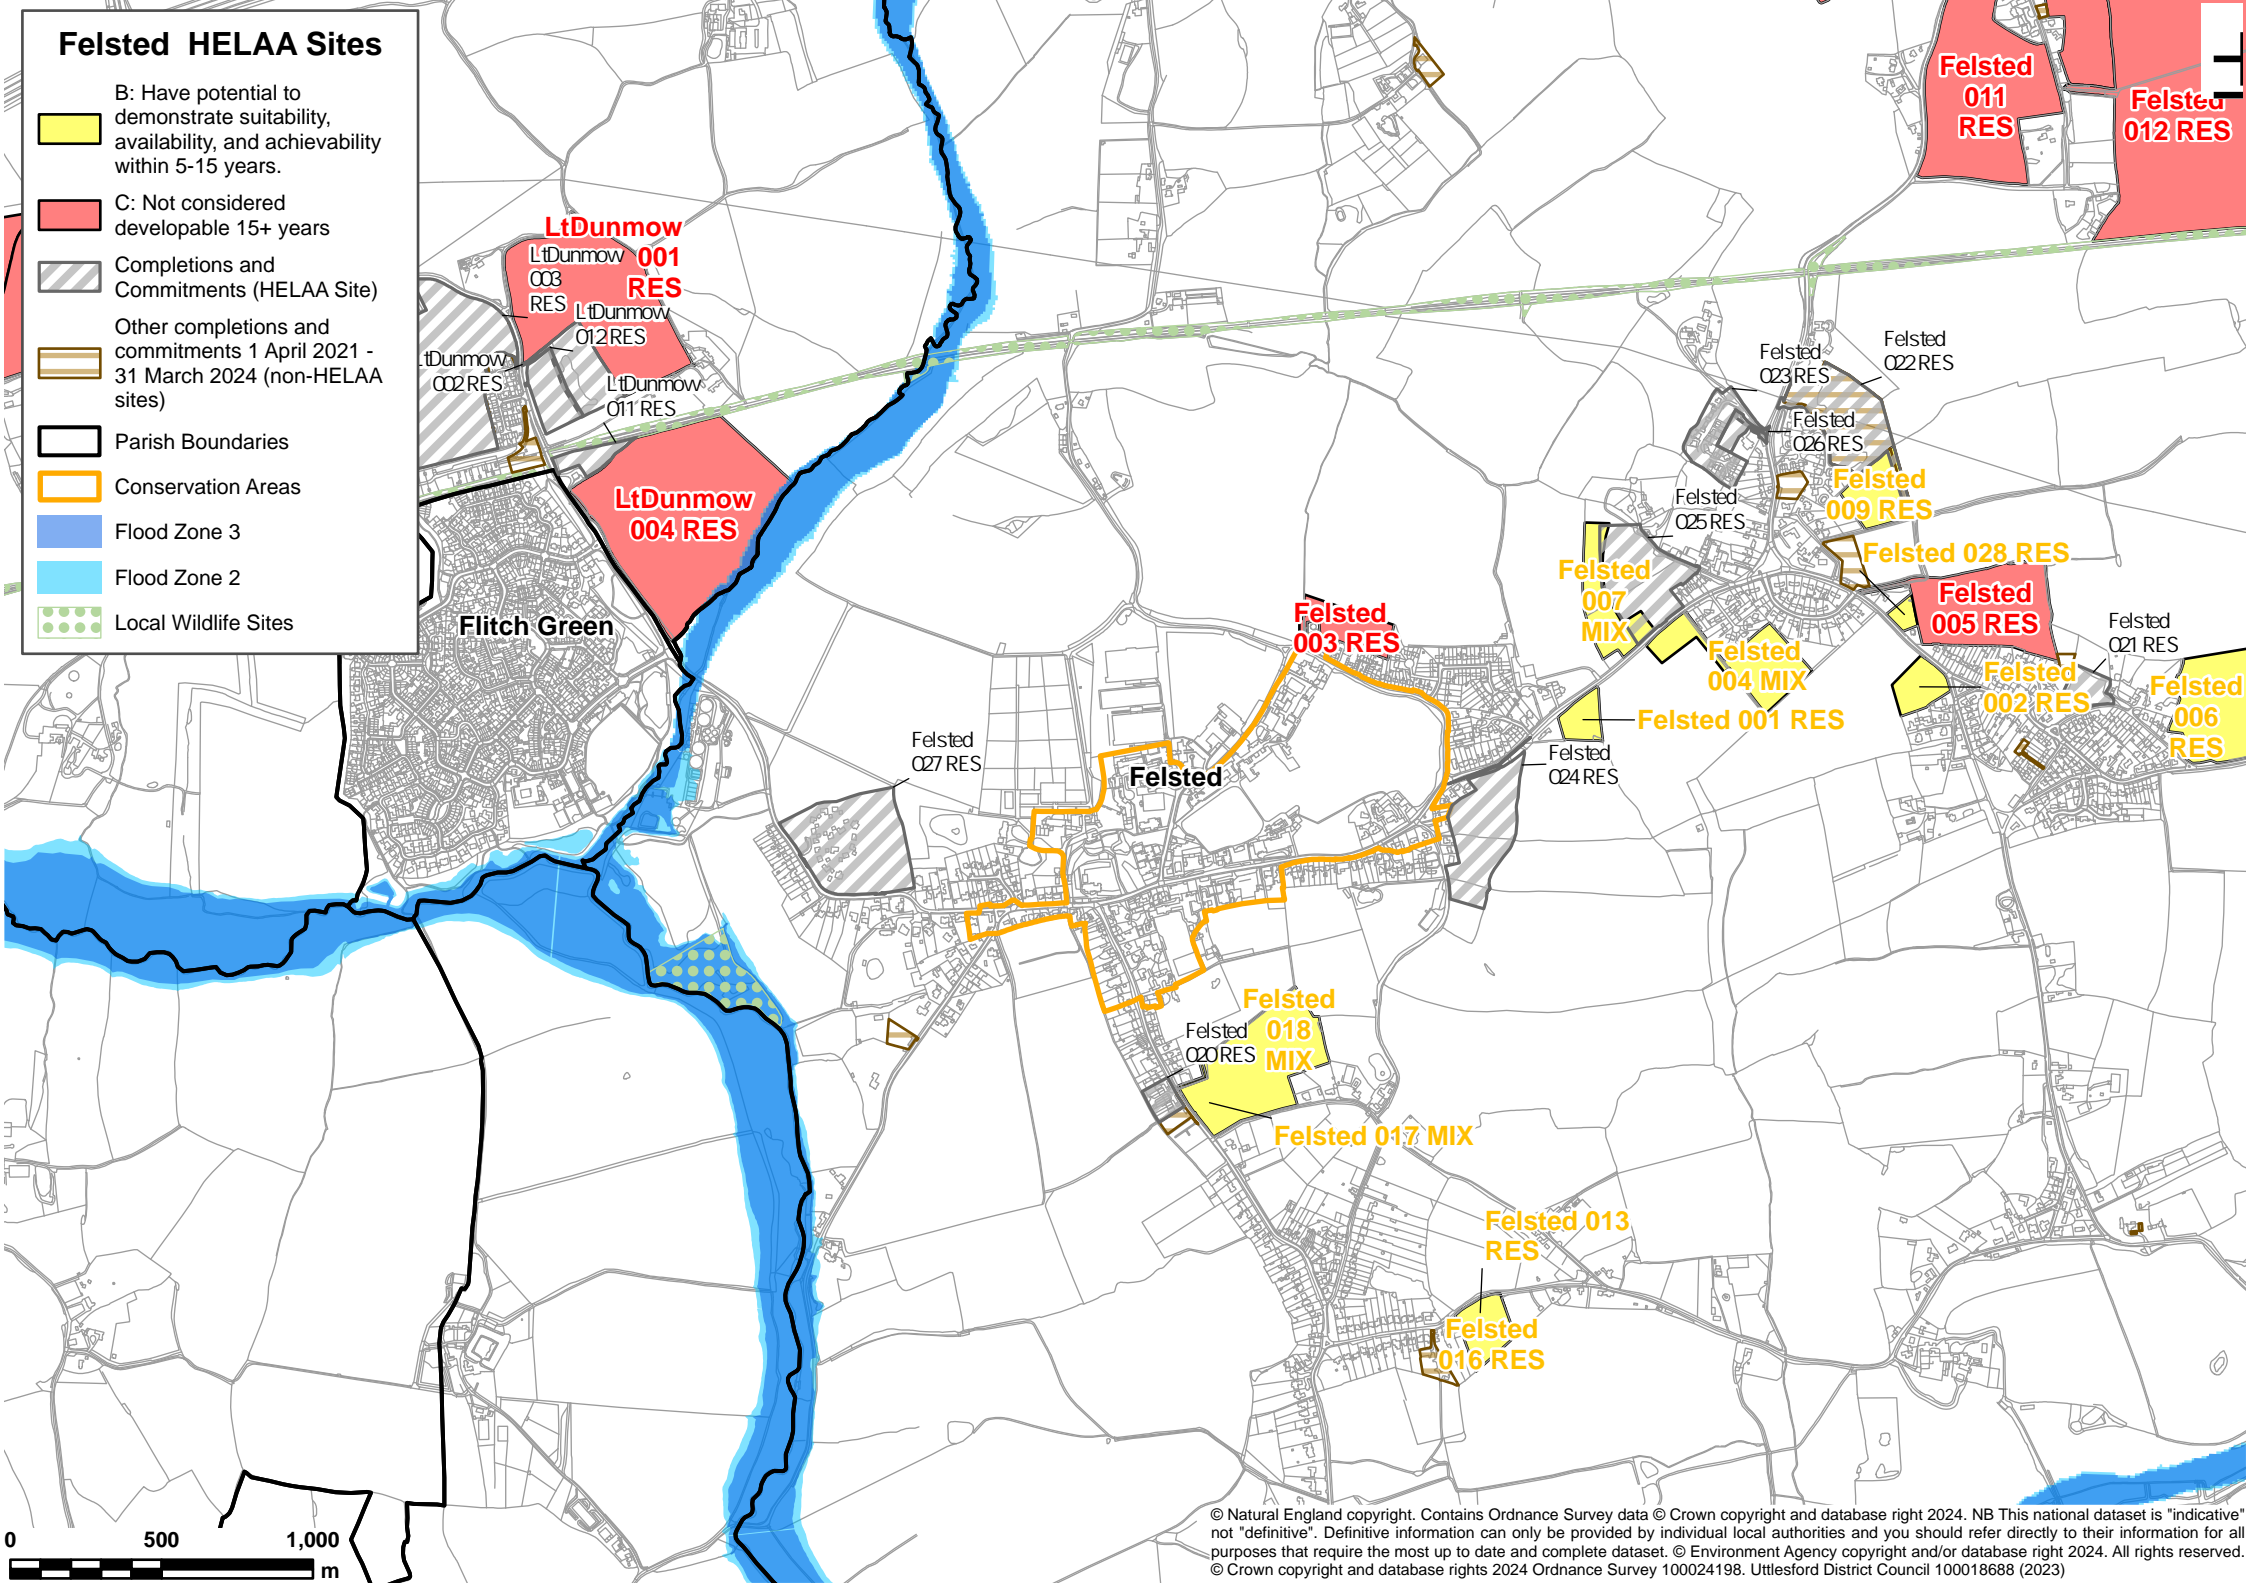 Felsted HELAA Sites
B: Have potential to
demonstrate suitability,
availability, and achievability
within 5-15 years.
C: Not considered
developable 15+ years
Completions and
Commitments (HELAA Site)
Other completions and
commitments 1 April 2021 -
31 March 2024 (non-HELAA
sites)
Parish Boundaries
Conservation Areas
Flood Zone 3
Flood Zone 2
Local Wildlife Sites
Felsted
011
RES
Felsted
012 RES
LtDunmow
001
RES
LtDunmow
003
RES
LtDunmow
012 RES
LtDunmow
002 RES
LtDunmow
011 RES
LtDunmow
004 RES
Flitch Green
Felsted
023 RES
Felsted
022 RES
Felsted
026 RES
Felsted
009 RES
Felsted
025 RES
Felsted 028 RES
Felsted
007
MIX
Felsted
003 RES
Felsted
005 RES
Felsted
004 MIX
Felsted
021 RES
Felsted
002 RES
Felsted
006
RES
Felsted 001 RES
Felsted
024 RES
Felsted
027 RES
Felsted
Felsted
018
MIX
Felsted
020 RES
Felsted 017 MIX
Felsted 013
RES
Felsted
016 RES
0 500 1,000
m
© Natural England copyright. Contains Ordnance Survey data © Crown copyright and database right 2024. NB This national dataset is "indicative"
not "definitive". Definitive information can only be provided by individual local authorities and you should refer directly to their information for all
purposes that require the most up to date and complete dataset. © Environment Agency copyright and/or database right 2024. All rights reserved.
© Crown copyright and database rights 2024 Ordnance Survey 100024198. Uttlesford District Council 100018688 (2023)